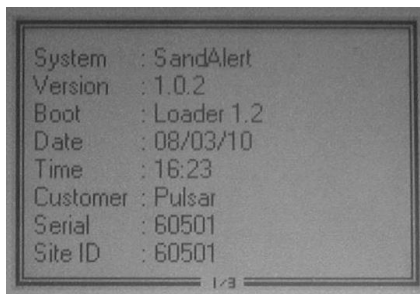 System : SandAlert
Version : 1.0.2
Boot : Loader 1.2
Date : 08/03/10
Time : 16:23
Customer : Pulsar
Serial : 60501
Site ID : 60501
1/3